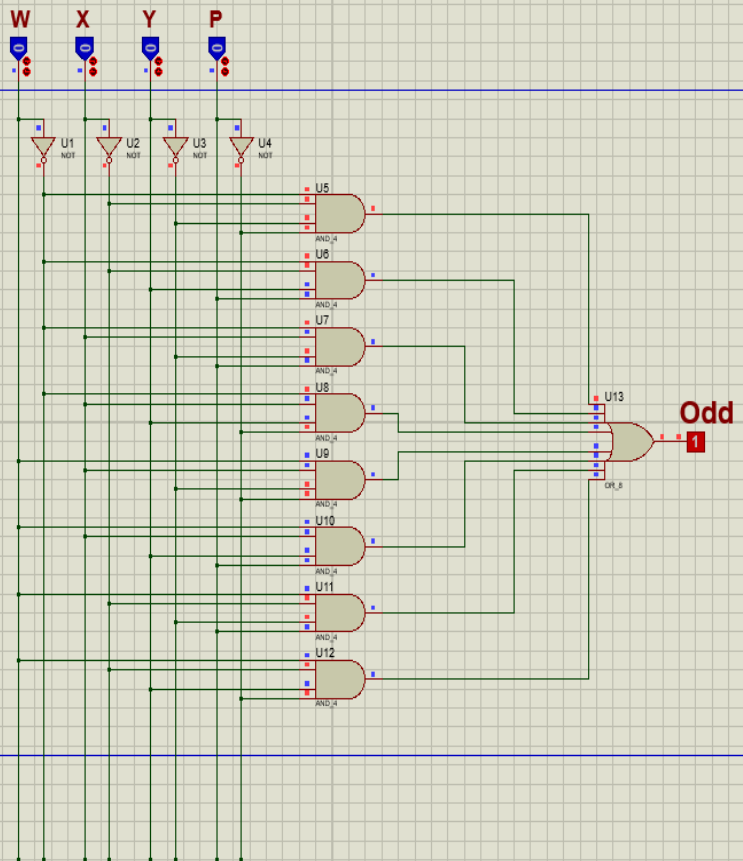 W X Y P
0 0 0 0
U1 U2 U3 U4
NOT NOT NOT NOT
U5
AND_4
U6
AND_4
U7
AND_4
U8
AND_4
U13
Odd
1
OR_8
U9
AND_4
U10
AND_4
U11
AND_4
U12
AND_4